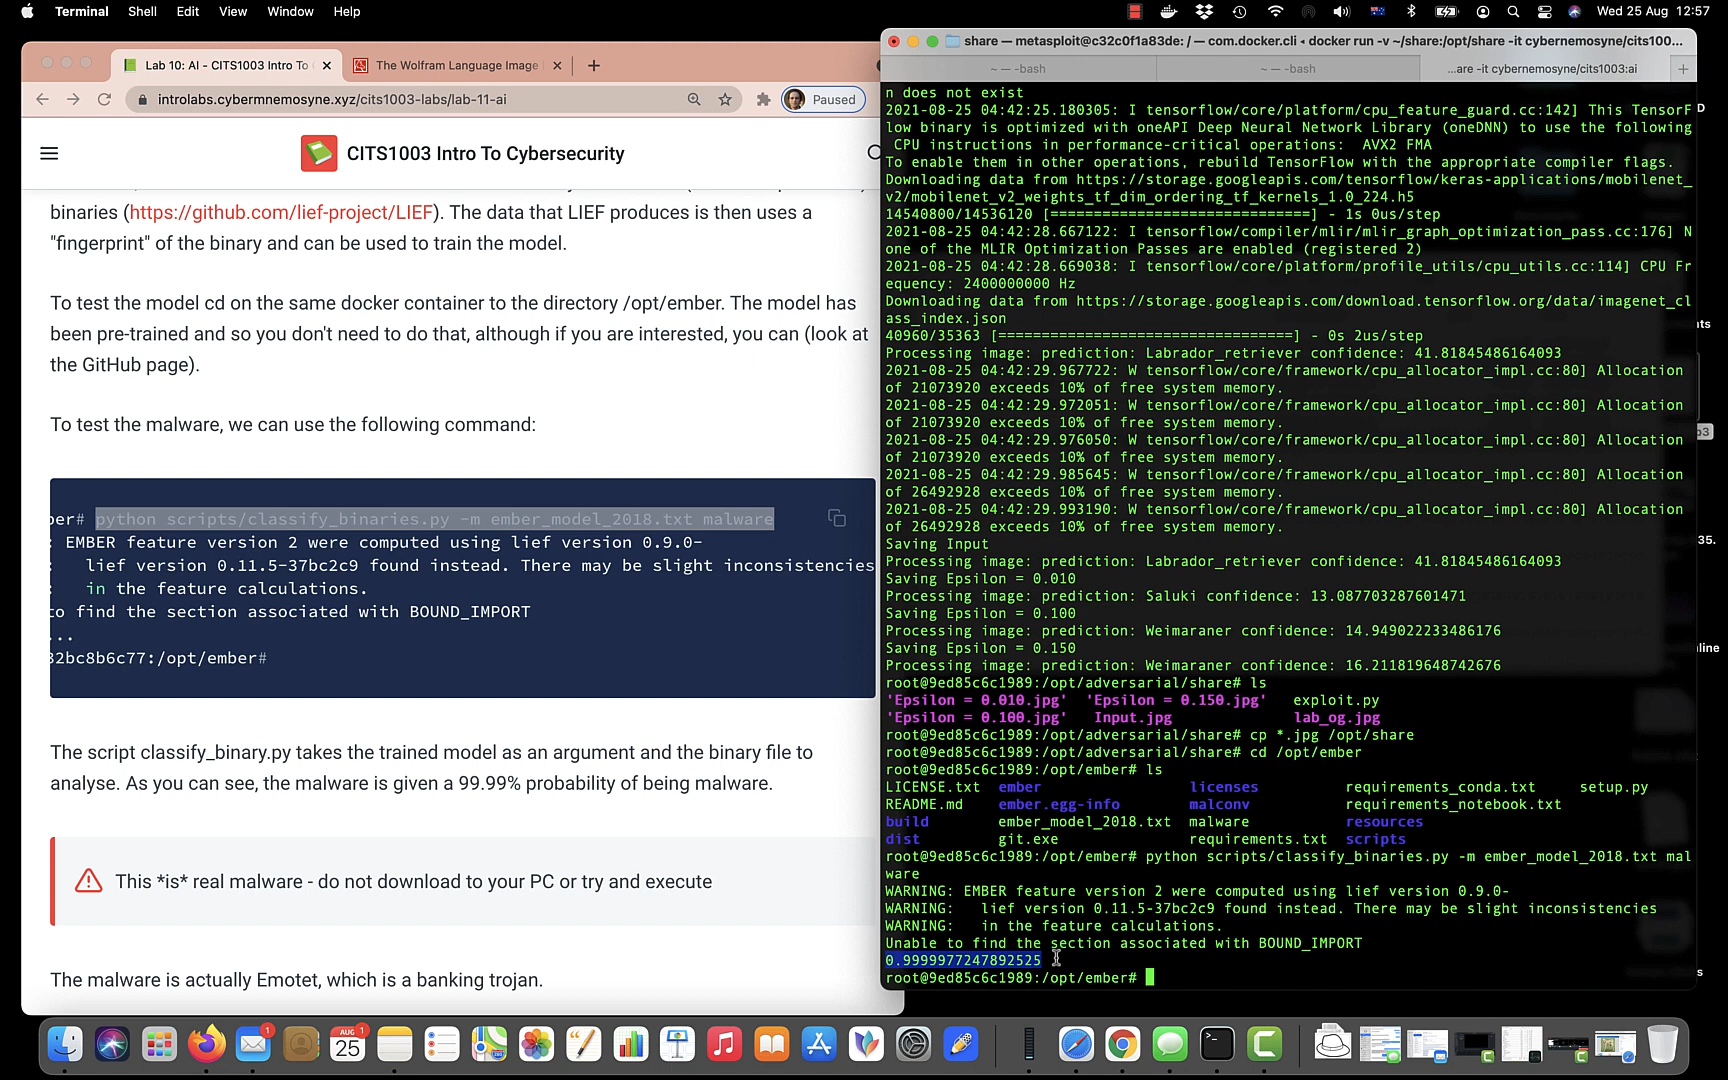 Terminal Shell Edit View Window Help
Wed 25 Aug 12:57
Lab 10: AI - CITS1003 Intro To
The Wolfram Language Image
introlabs.cybermnemosyne.xyz/cits1003-labs/lab-11-ai
Paused
CITS1003 Intro To Cybersecurity
binaries (https://github.com/lief-project/LIEF). The data that LIEF produces is then uses a
"fingerprint" of the binary and can be used to train the model.
To test the model cd on the same docker container to the directory /opt/ember. The model has
been pre-trained and so you don't need to do that, although if you are interested, you can (look at
the GitHub page).
To test the malware, we can use the following command:
ber# python scripts/classify_binaries.py -m ember_model_2018.txt malware
: EMBER feature version 2 were computed using lief version 0.9.0-
:   lief version 0.11.5-37bc2c9 found instead. There may be slight inconsistencies
:   in the feature calculations.
to find the section associated with BOUND_IMPORT
...
32bc8b6c77:/opt/ember#
The script classify_binary.py takes the trained model as an argument and the binary file to
analyse. As you can see, the malware is given a 99.99% probability of being malware.
This *is* real malware - do not download to your PC or try and execute
The malware is actually Emotet, which is a banking trojan.
share — metasploit@c32c0f1a83de: / — com.docker.cli ◂ docker run -v ~/share:/opt/share -it cybernemosyne/cits100...
~ — -bash
~ — -bash
...are -it cybernemosyne/cits1003:ai
n does not exist
2021-08-25 04:42:25.180305: I tensorflow/core/platform/cpu_feature_guard.cc:142] This TensorF
low binary is optimized with oneAPI Deep Neural Network Library (oneDNN) to use the following
 CPU instructions in performance-critical operations:  AVX2 FMA
To enable them in other operations, rebuild TensorFlow with the appropriate compiler flags.
Downloading data from https://storage.googleapis.com/tensorflow/keras-applications/mobilenet_
v2/mobilenet_v2_weights_tf_dim_ordering_tf_kernels_1.0_224.h5
14540800/14536120 [==============================] - 1s 0us/step
2021-08-25 04:42:28.667122: I tensorflow/compiler/mlir/mlir_graph_optimization_pass.cc:176] N
one of the MLIR Optimization Passes are enabled (registered 2)
2021-08-25 04:42:28.669038: I tensorflow/core/platform/profile_utils/cpu_utils.cc:114] CPU Fr
equency: 2400000000 Hz
Downloading data from https://storage.googleapis.com/download.tensorflow.org/data/imagenet_cl
ass_index.json
40960/35363 [==================================] - 0s 2us/step
Processing image: prediction: Labrador_retriever confidence: 41.81845486164093
2021-08-25 04:42:29.967722: W tensorflow/core/framework/cpu_allocator_impl.cc:80] Allocation
of 21073920 exceeds 10% of free system memory.
2021-08-25 04:42:29.972051: W tensorflow/core/framework/cpu_allocator_impl.cc:80] Allocation
of 21073920 exceeds 10% of free system memory.
2021-08-25 04:42:29.976050: W tensorflow/core/framework/cpu_allocator_impl.cc:80] Allocation
of 21073920 exceeds 10% of free system memory.
2021-08-25 04:42:29.985645: W tensorflow/core/framework/cpu_allocator_impl.cc:80] Allocation
of 26492928 exceeds 10% of free system memory.
2021-08-25 04:42:29.993190: W tensorflow/core/framework/cpu_allocator_impl.cc:80] Allocation
of 26492928 exceeds 10% of free system memory.
Saving Input
Processing image: prediction: Labrador_retriever confidence: 41.81845486164093
Saving Epsilon = 0.010
Processing image: prediction: Saluki confidence: 13.087703287601471
Saving Epsilon = 0.100
Processing image: prediction: Weimaraner confidence: 14.949022233486176
Saving Epsilon = 0.150
Processing image: prediction: Weimaraner confidence: 16.211819648742676
root@9ed85c6c1989:/opt/adversarial/share# ls
'Epsilon = 0.010.jpg'  'Epsilon = 0.150.jpg'   exploit.py
'Epsilon = 0.100.jpg'   Input.jpg              lab_og.jpg
root@9ed85c6c1989:/opt/adversarial/share# cp *.jpg /opt/share
root@9ed85c6c1989:/opt/adversarial/share# cd /opt/ember
root@9ed85c6c1989:/opt/ember# ls
LICENSE.txt  ember                licenses          requirements_conda.txt     setup.py
README.md    ember.egg-info       malconv           requirements_notebook.txt
build        ember_model_2018.txt malware           resources
dist         git.exe              requirements.txt  scripts
root@9ed85c6c1989:/opt/ember# python scripts/classify_binaries.py -m ember_model_2018.txt mal
ware
WARNING: EMBER feature version 2 were computed using lief version 0.9.0-
WARNING:   lief version 0.11.5-37bc2c9 found instead. There may be slight inconsistencies
WARNING:   in the feature calculations.
Unable to find the section associated with BOUND_IMPORT
0.9999977247892525
root@9ed85c6c1989:/opt/ember#
D
nts
p3
35.
nline
s
1
AUG 1
25
1